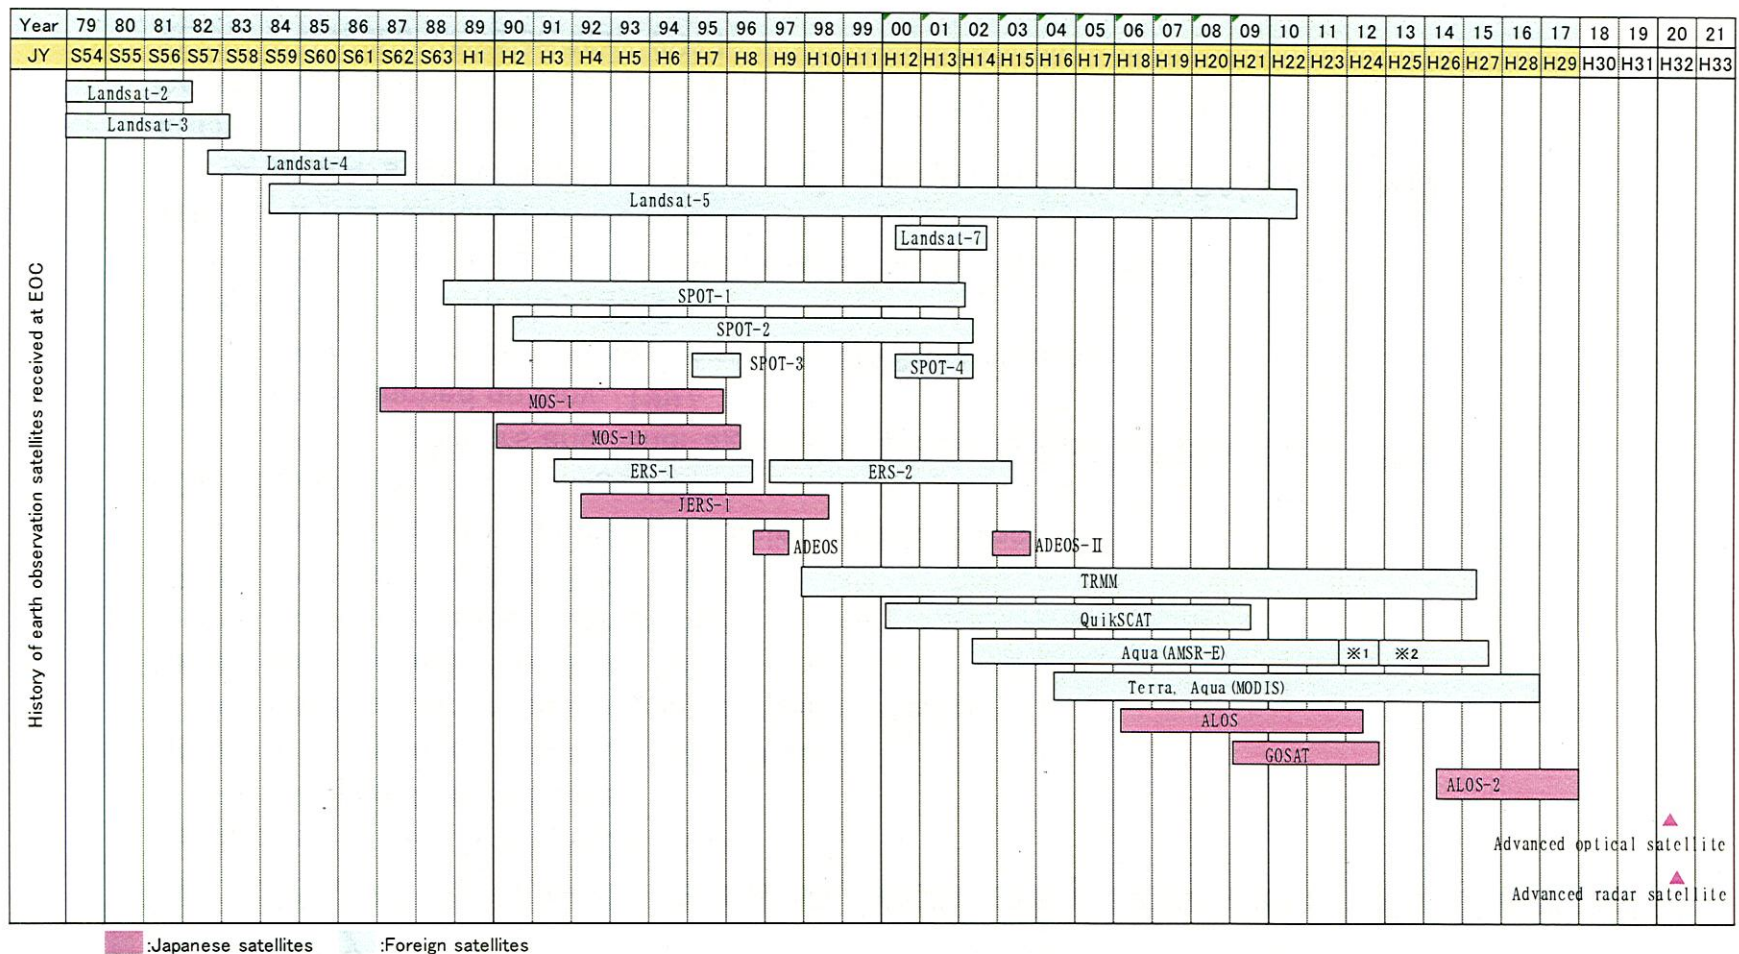 Year 79 80 81 82 83 84 85 86 87 88 89 90 91 92 93 94 95 96 97 98 99 00 01 02 03 04 05 06 07 08 09 10 11 12 13 14 15 16 17 18 19 20 21
JY S54 S55 S56 S57 S58 S59 S60 S61 S62 S63 H1 H2 H3 H4 H5 H6 H7 H8 H9 H10 H11 H12 H13 H14 H15 H16 H17 H18 H19 H20 H21 H22 H23 H24 H25 H26 H27 H28 H29 H30 H31 H32 H33
History of earth observation satellites received at EOC
Landsat-2
Landsat-3
Landsat-4
Landsat-5
Landsat-7
SPOT-1
SPOT-2
SPOT-3 SPOT-4
MOS-1
MOS-1b
ERS-1 ERS-2
JERS-1
ADEOS ADEOS-II
TRMM
QuikSCAT
Aqua(AMSR-E) ※1 ※2
Terra, Aqua(MODIS)
ALOS
GOSAT
ALOS-2
Advanced optical satellite
Advanced radar satellite
:Japanese satellites :Foreign satellites